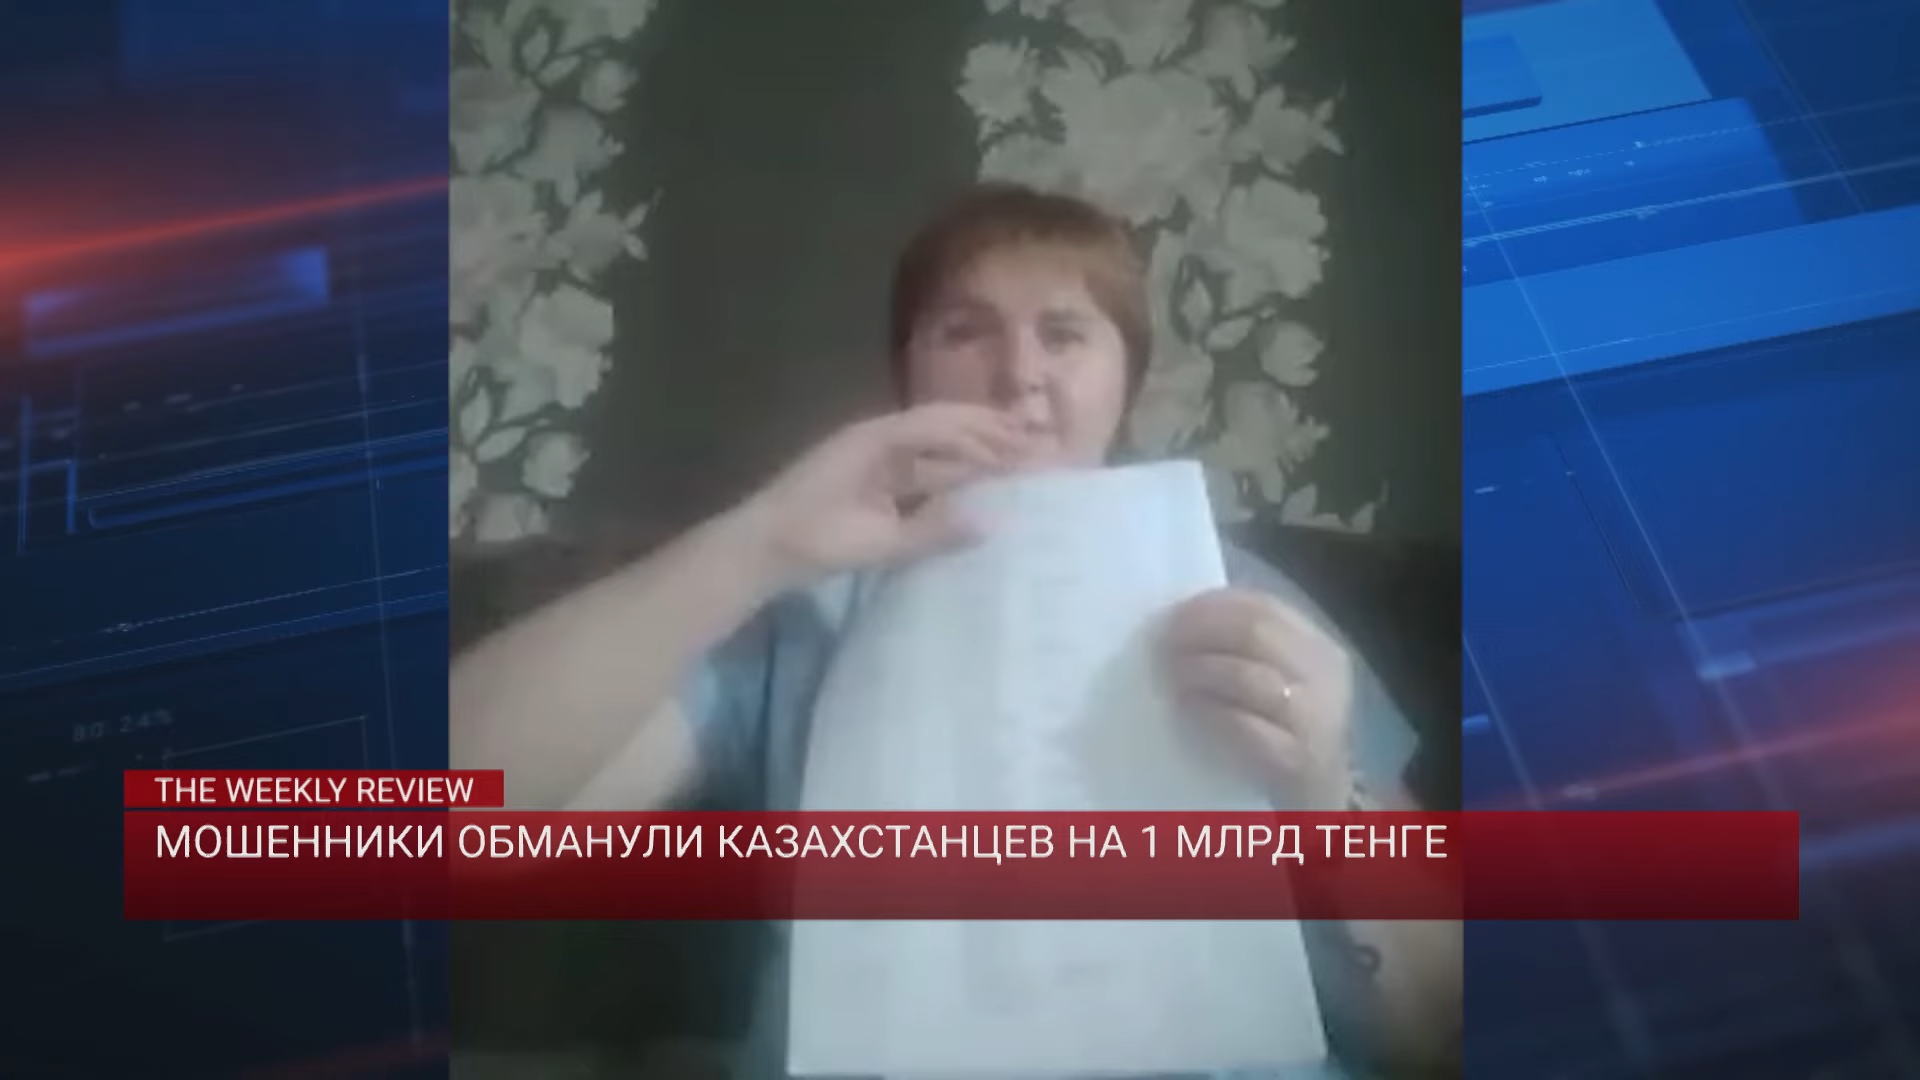 THE WEEKLY REVIEW
МОШЕННИКИ ОБМАНУЛИ КАЗАХСТАНЦЕВ НА 1 МЛРД ТЕНГЕ